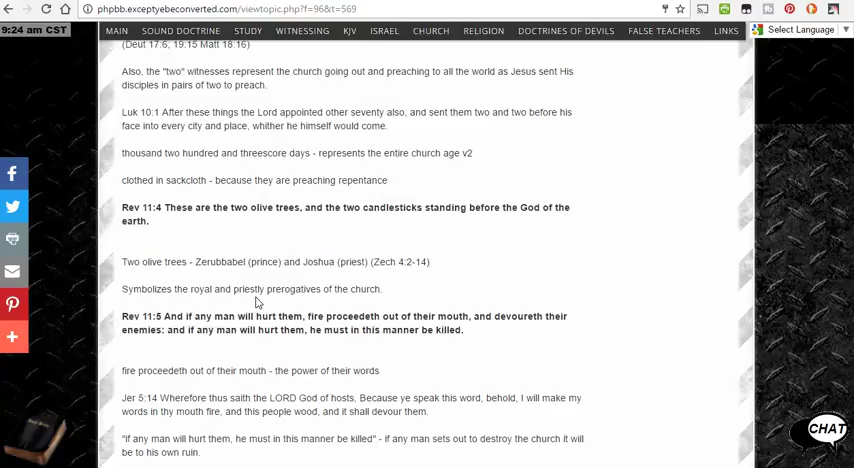 phpbb.exceptyebeconverted.com/viewtopic.php?f=96&t=569
9:24 am CST
MAIN SOUND DOCTRINE STUDY WITNESSING KJV ISRAEL CHURCH RELIGION DOCTRINES OF DEVILS FALSE TEACHERS LINKS
Select Language
(Deut 17:6, 19:15 Matt 18:16)
Also, the "two" witnesses represent the church going out and preaching to all the world as Jesus sent His
disciples in pairs of two to preach.
Luk 10:1 After these things the Lord appointed other seventy also, and sent them two and two before his
face into every city and place, whither he himself would come.
thousand two hundred and threescore days - represents the entire church age v2
clothed in sackcloth - because they are preaching repentance
Rev 11:4 These are the two olive trees, and the two candlesticks standing before the God of the
earth.
Two olive trees - Zerubbabel (prince) and Joshua (priest) (Zech 4:2-14)
Symbolizes the royal and priestly prerogatives of the church.
Rev 11:5 And if any man will hurt them, fire proceedeth out of their mouth, and devoureth their
enemies: and if any man will hurt them, he must in this manner be killed.
fire proceedeth out of their mouth - the power of their words
Jer 5:14 Wherefore thus saith the LORD God of hosts, Because ye speak this word, behold, I will make my
words in thy mouth fire, and this people wood, and it shall devour them.
"if any man will hurt them, he must in this manner be killed" - if any man sets out to destroy the church it will
be to his own ruin.
CHAT